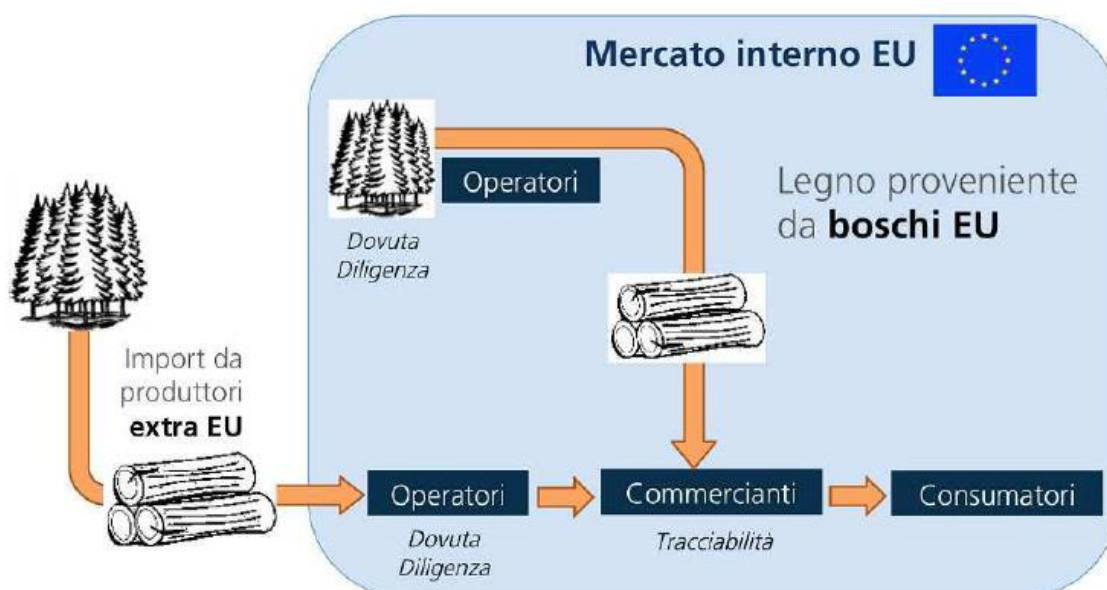 Mercato interno EU
Operatori
Dovuta
Diligenza
Legno proveniente
da boschi EU
Import da
produttori
extra EU
Operatori
Dovuta
Diligenza
Commercianti
Tracciabilità
Consumatori